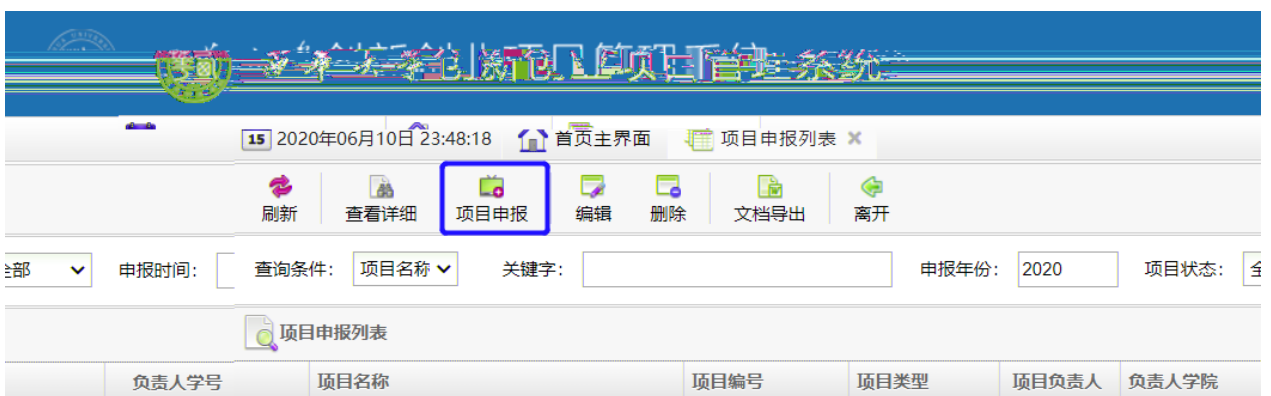 15 2020年06月10日 23:48:18 首页主界面 项目申报列表
刷新 查看详细 项目申报 编辑 删除 文档导出 离开
全部 申报时间: 查询条件: 项目名称 关键字: 申报年份: 2020 项目状态:
项目申报列表
负责人学号 项目名称 项目编号 项目类型 项目负责人 负责人学院